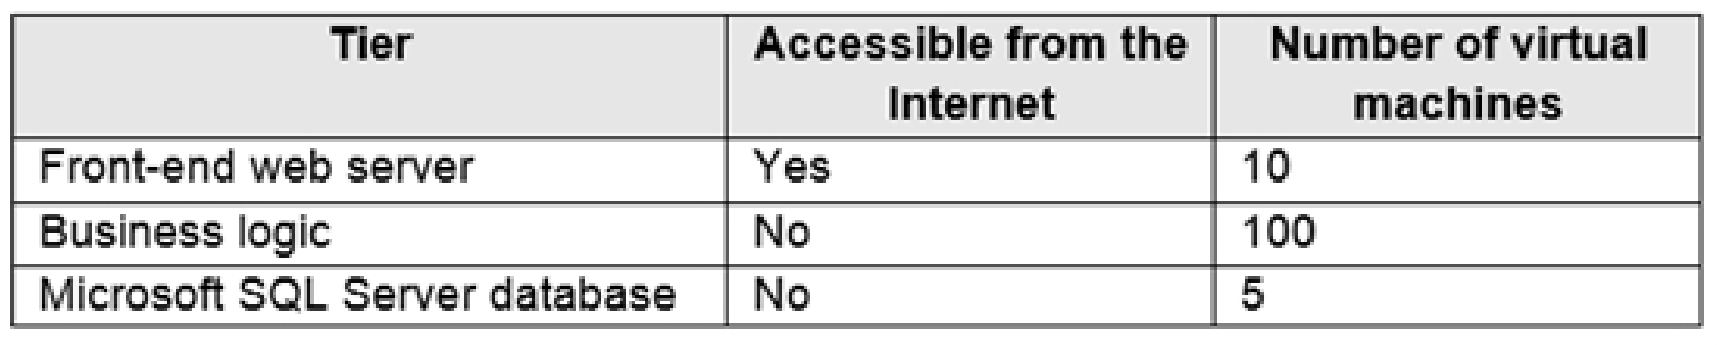 Tier Accessible from the Internet Number of virtual machines
Front-end web server Yes 10
Business logic No 100
Microsoft SQL Server database No 5